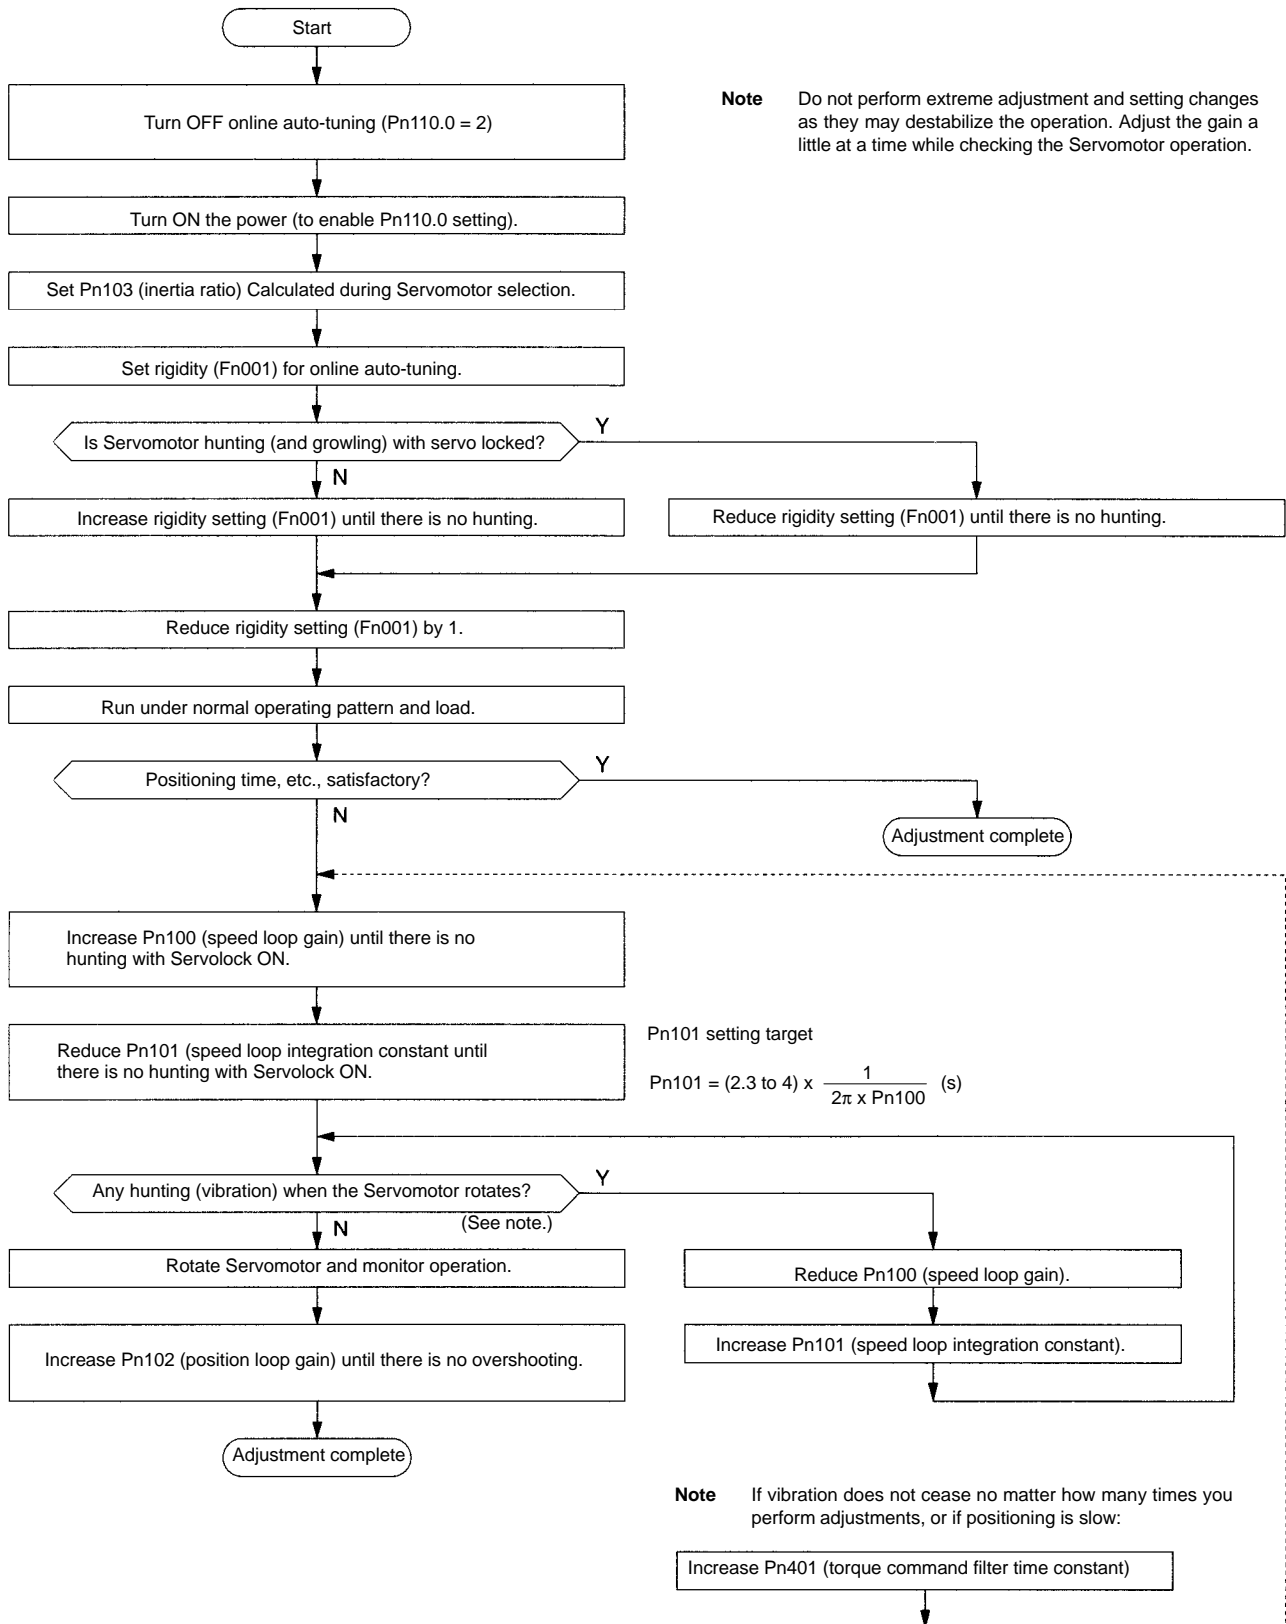 Start
Turn OFF online auto-tuning (Pn110.0 = 2)
Note Do not perform extreme adjustment and setting changes
as they may destabilize the operation. Adjust the gain a
little at a time while checking the Servomotor operation.
Turn ON the power (to enable Pn110.0 setting).
Set Pn103 (inertia ratio) Calculated during Servomotor selection.
Set rigidity (Fn001) for online auto-tuning.
Is Servomotor hunting (and growling) with servo locked?
Y
N
Increase rigidity setting (Fn001) until there is no hunting.
Reduce rigidity setting (Fn001) until there is no hunting.
Reduce rigidity setting (Fn001) by 1.
Run under normal operating pattern and load.
Positioning time, etc., satisfactory?
Y
N
Adjustment complete
Increase Pn100 (speed loop gain) until there is no
hunting with Servolock ON.
Reduce Pn101 (speed loop integration constant until
there is no hunting with Servolock ON.
Pn101 setting target
Pn101 = (2.3 to 4) x 1 / 2π x Pn100 (s)
Any hunting (vibration) when the Servomotor rotates?
Y
N
(See note.)
Rotate Servomotor and monitor operation.
Reduce Pn100 (speed loop gain).
Increase Pn101 (speed loop integration constant).
Increase Pn102 (position loop gain) until there is no overshooting.
Adjustment complete
Note If vibration does not cease no matter how many times you
perform adjustments, or if positioning is slow:
Increase Pn401 (torque command filter time constant)